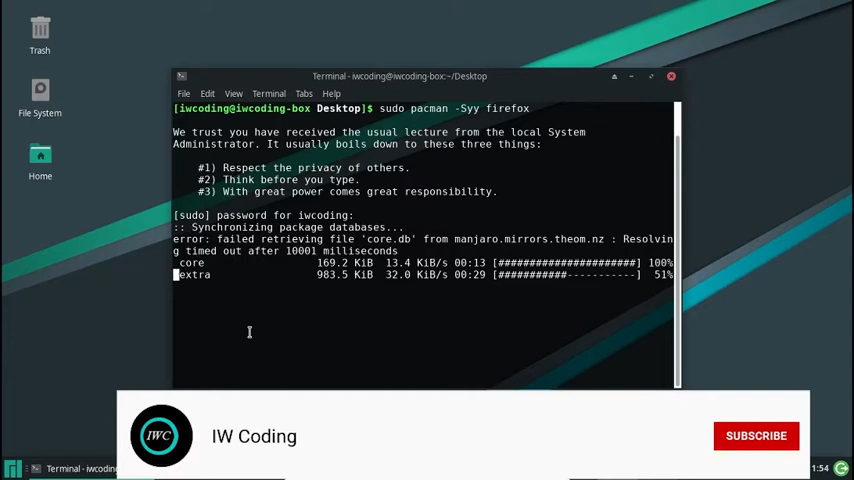 Trash
File System
Home
Terminal - iwcoding@iwcoding-box:~/Desktop
File Edit View Terminal Tabs Help
[iwcoding@iwcoding-box Desktop]$ sudo pacman -Syy firefox
We trust you have received the usual lecture from the local System
Administrator. It usually boils down to these three things:
#1) Respect the privacy of others.
#2) Think before you type.
#3) With great power comes great responsibility.
[sudo] password for iwcoding:
:: Synchronizing package databases...
error: failed retrieving file 'core.db' from manjaro.mirrors.theom.nz : Resolvin
g timed out after 10001 milliseconds
core 169.2 KiB 13.4 KiB/s 00:13 [######################] 100%
extra 983.5 KiB 32.0 KiB/s 00:29 [###########-----------] 51%
IWC
IW Coding
SUBSCRIBE
Terminal - iwcoding
1:54